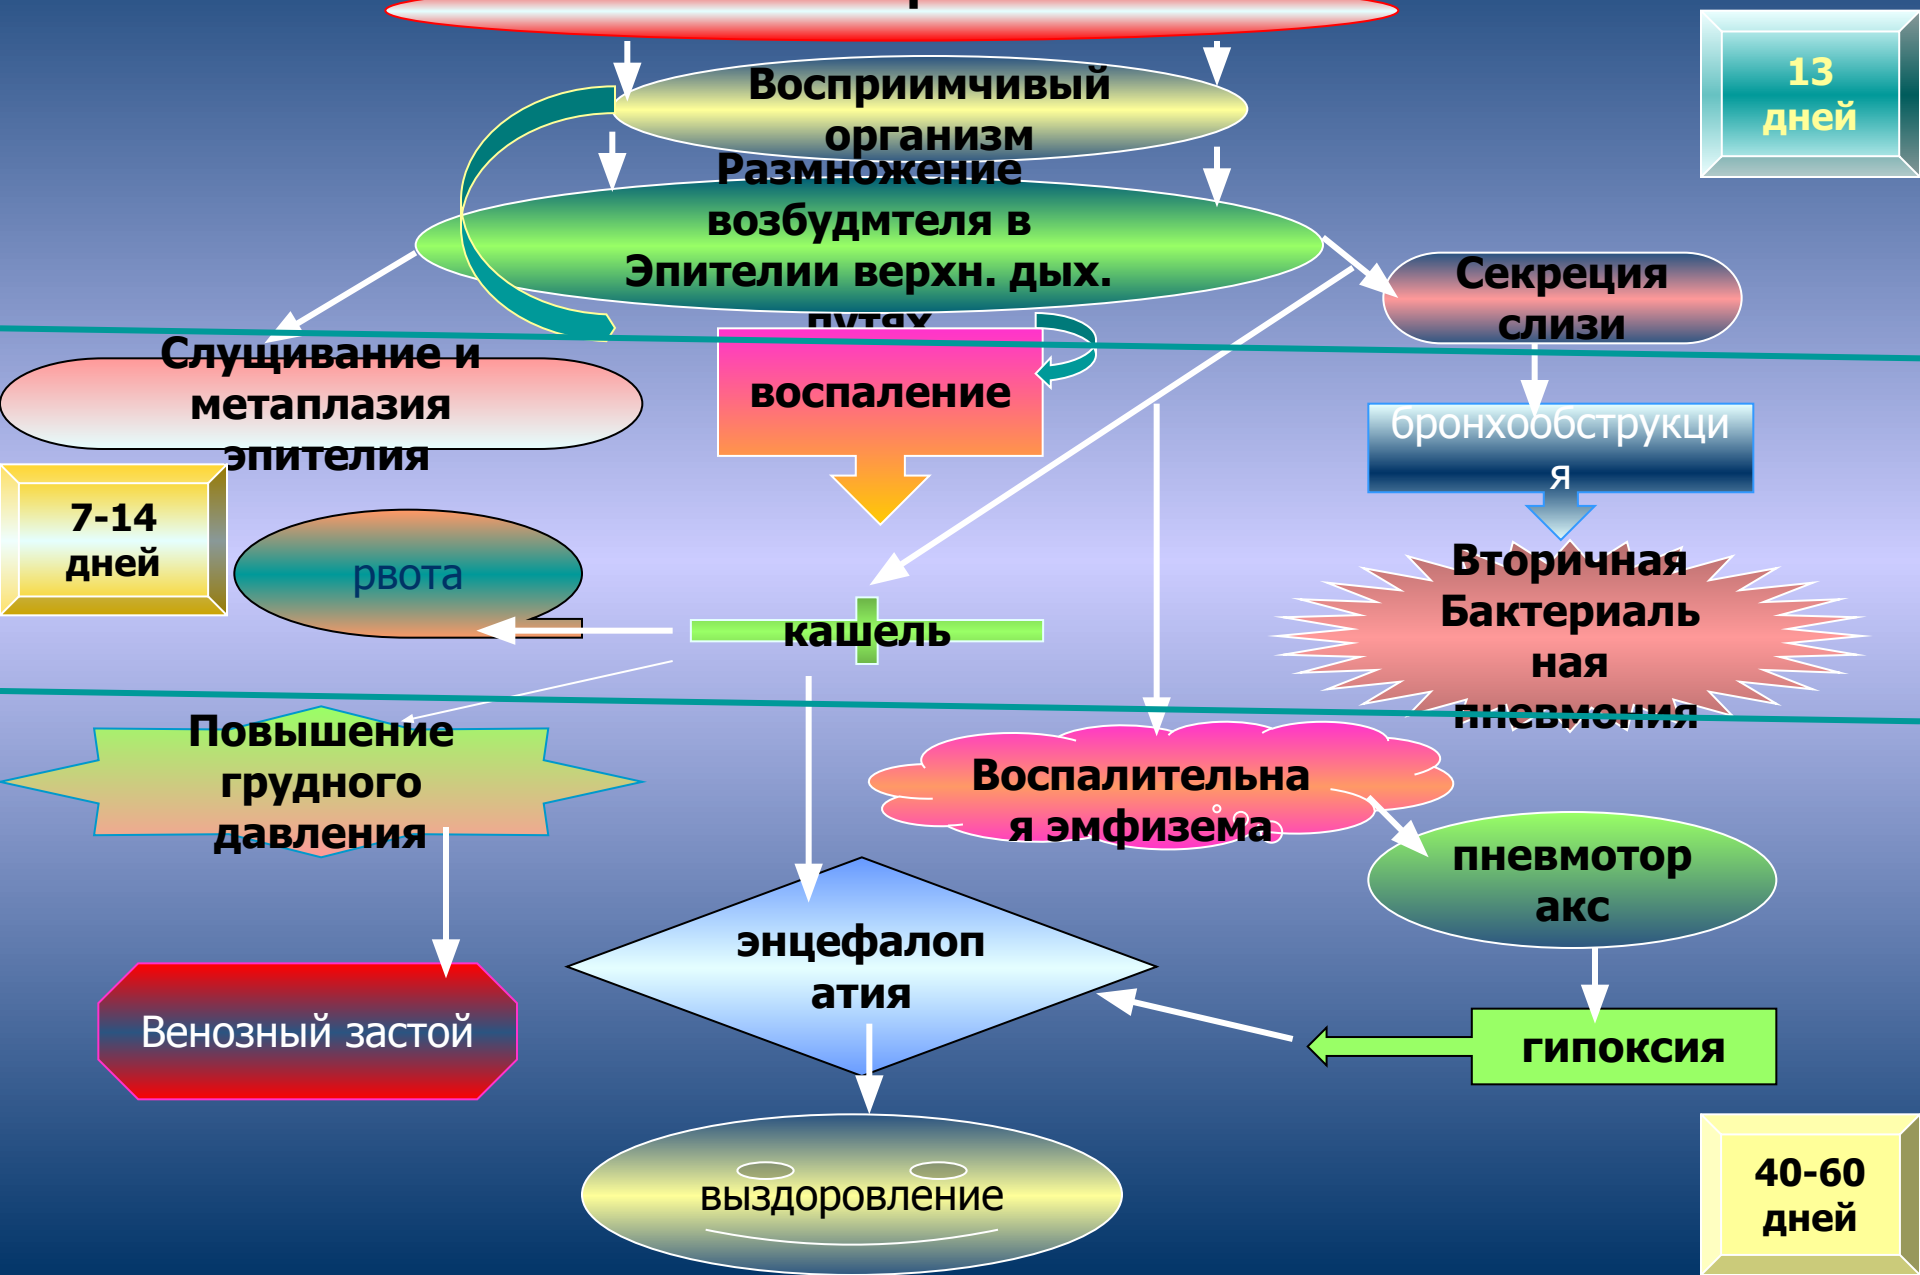 Восприимчивый
организм
13
дней
Размножение
возбудмтеля в
Эпителии верхн. дых.
путях
Секреция
слизи
Слущивание и
метаплазия
эпителия
воспаление
бронхообструкци
я
7-14
дней
рвота
кашель
Вторичная
Бактериаль
ная
пневмония
Повышение
грудного
давления
Воспалительна
я эмфизема
пневмотор
акс
энцефалоп
атия
Венозный застой
гипоксия
выздоровление
40-60
дней